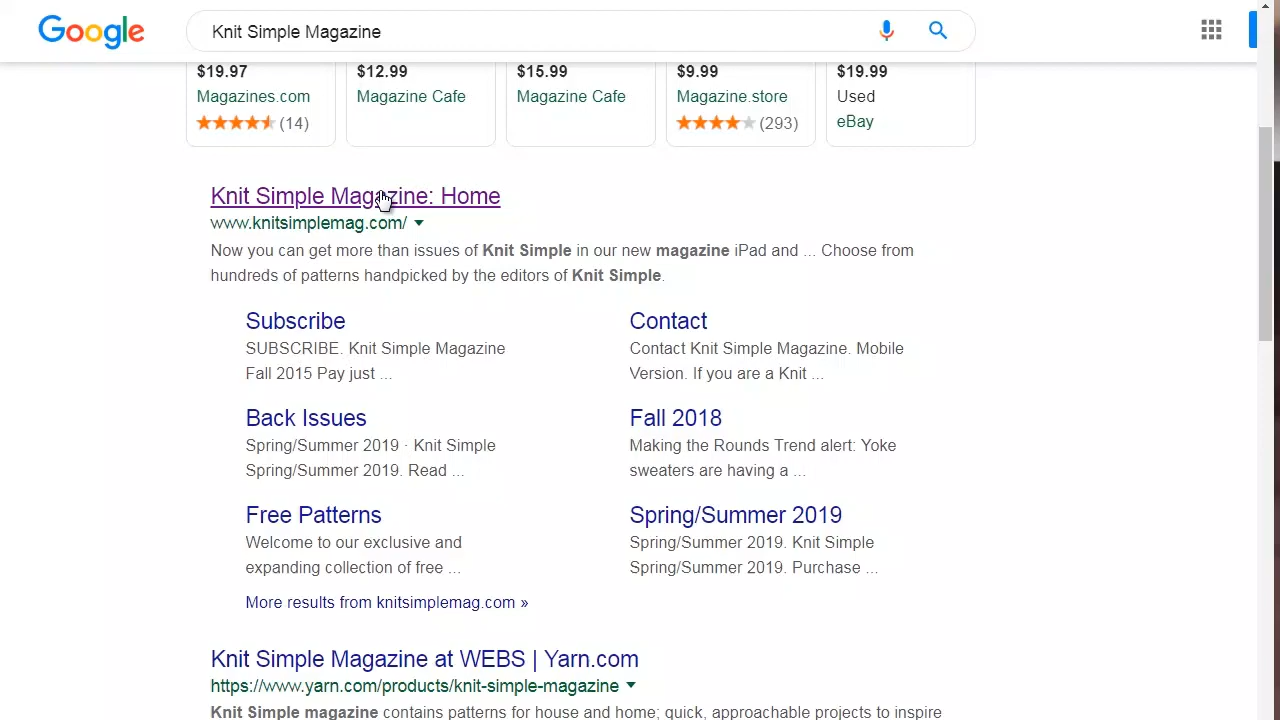 Google
Knit Simple Magazine
$19.97
Magazines.com
(14)
$12.99
Magazine Cafe
$15.99
Magazine Cafe
$9.99
Magazine.store
(293)
$19.99
Used
eBay
Knit Simple Magazine: Home
www.knitsimplemag.com/
Now you can get more than issues of Knit Simple in our new magazine iPad and ... Choose from
hundreds of patterns handpicked by the editors of Knit Simple.
Subscribe
SUBSCRIBE. Knit Simple Magazine
Fall 2015 Pay just ...
Contact
Contact Knit Simple Magazine. Mobile
Version. If you are a Knit ...
Back Issues
Spring/Summer 2019 · Knit Simple
Spring/Summer 2019. Read ...
Fall 2018
Making the Rounds Trend alert: Yoke
sweaters are having a ...
Free Patterns
Welcome to our exclusive and
expanding collection of free ...
Spring/Summer 2019
Spring/Summer 2019. Knit Simple
Spring/Summer 2019. Purchase ...
More results from knitsimplemag.com »
Knit Simple Magazine at WEBS | Yarn.com
https://www.yarn.com/products/knit-simple-magazine
Knit Simple magazine contains patterns for house and home; quick, approachable projects to inspire